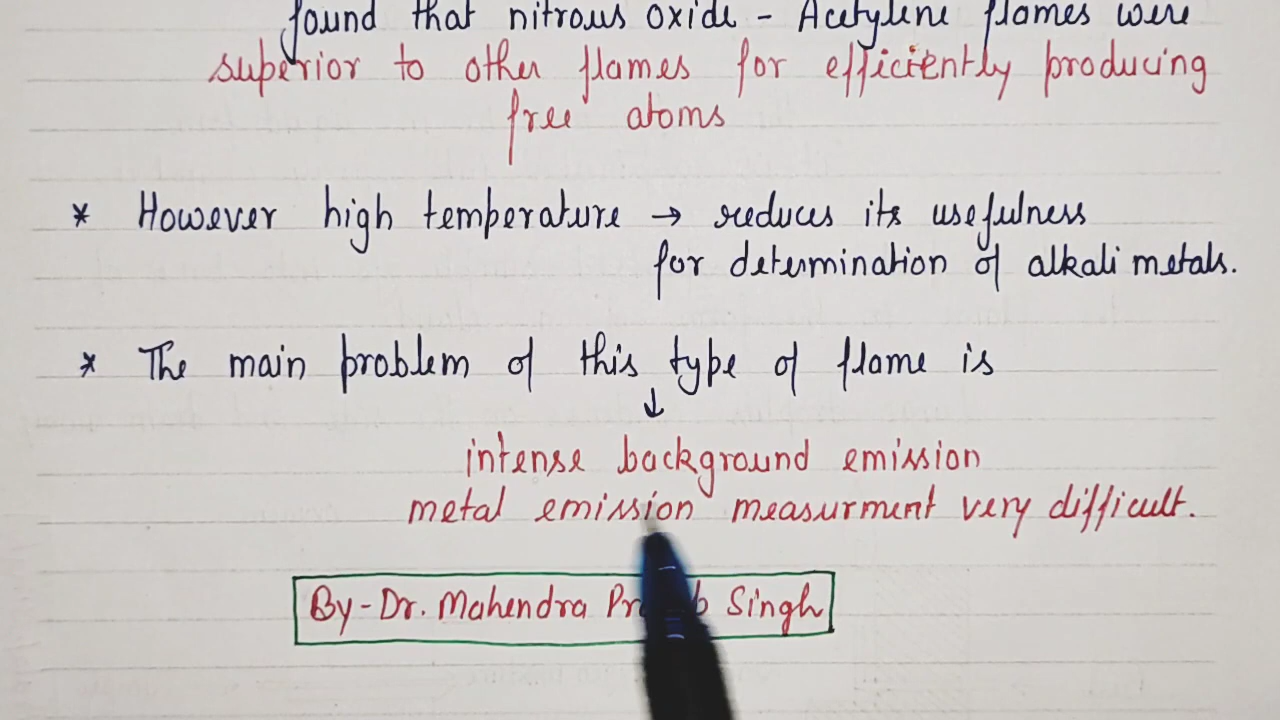 found that nitrous oxide - Acetylene flames were
superior to other flames for efficiently producing
free atoms
* However high temperature → reduces its usefulness
for determination of alkali metals.
* The main problem of this type of flame is
↓
intense background emission
metal emission measurment very difficult.
By - Dr. Mahendra Singh